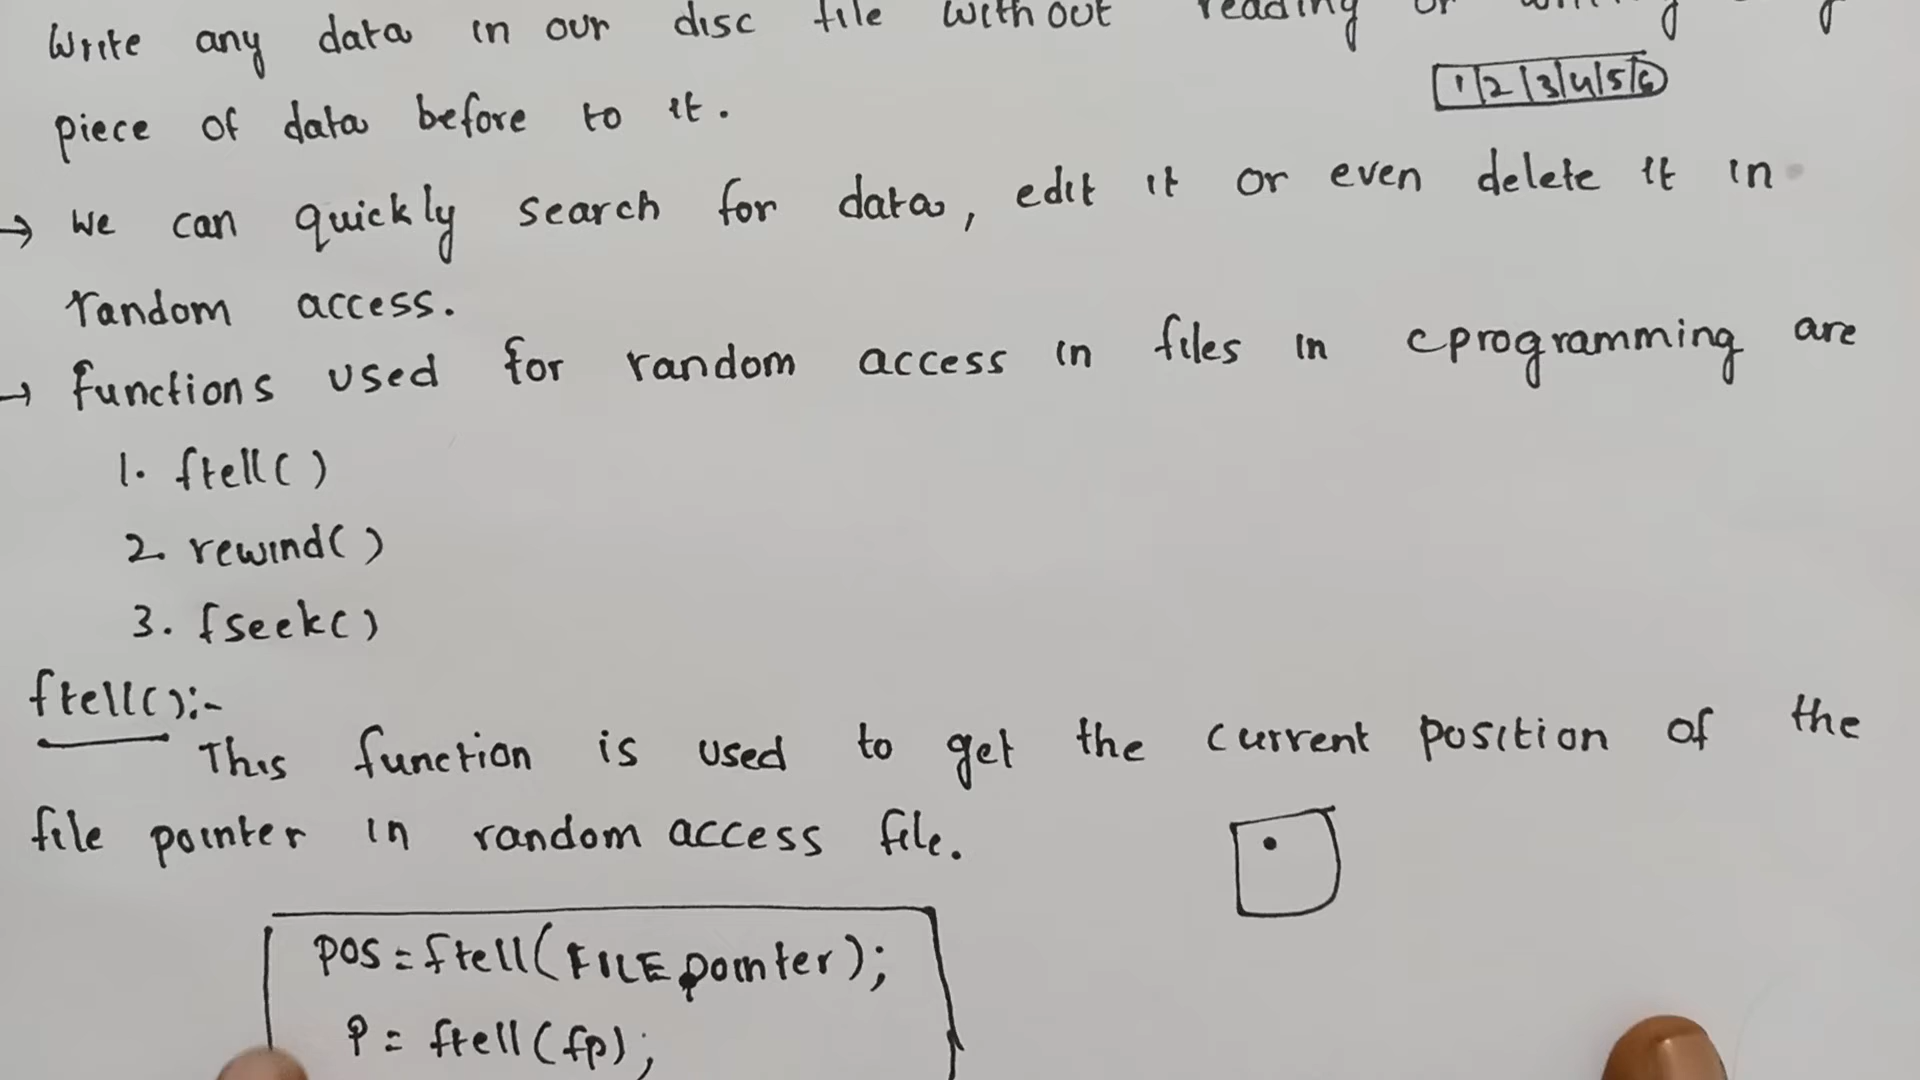 Write any data in our disc file without reading or
1 2 3 4 5 6
piece of data before to it.
→ we can quickly search for data, edit it or even delete it in
random access.
→ functions used for random access in files in cprogramming are
1. ftell()
2. rewind()
3. fseek()
ftell():-
This function is used to get the current position of the
file pointer in random access file.
pos = ftell(FILE pointer);
P = ftell(fp);